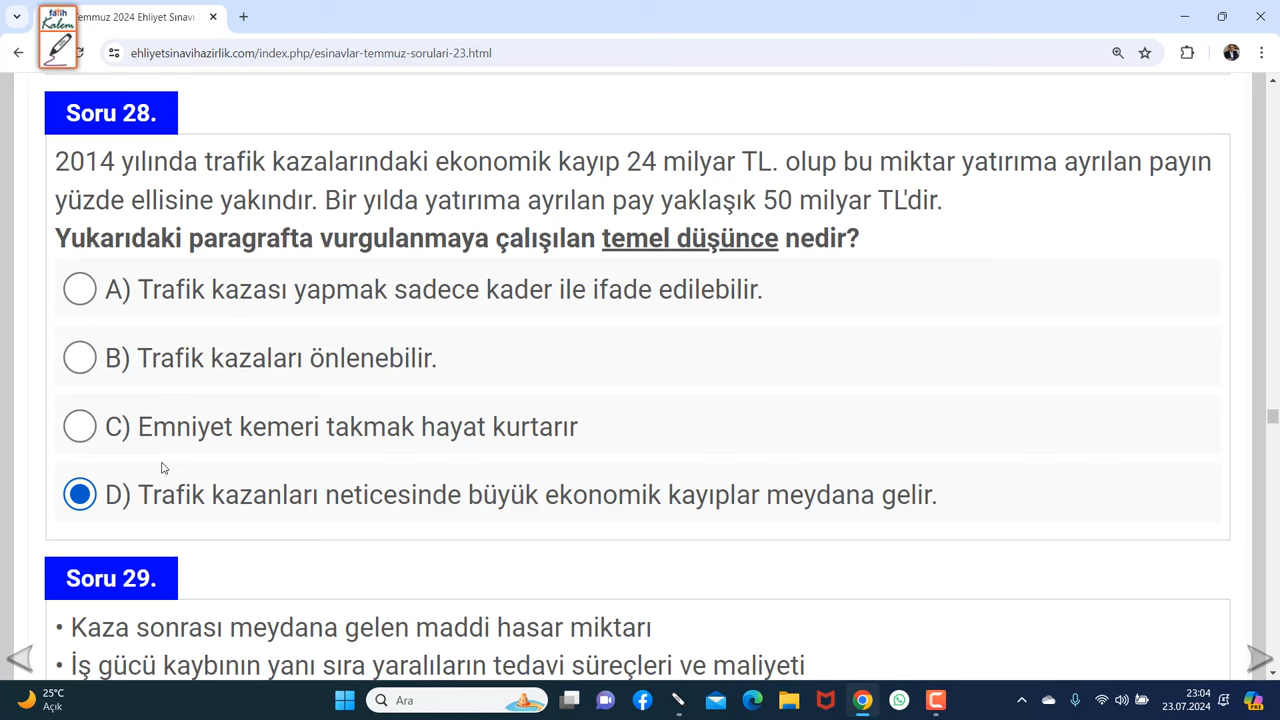 Temmuz 2024 Ehliyet Sınavı
fatih
Kalem
ehliyetsinavihazirlik.com/index.php/esinavlar-temmuz-sorulari-23.html
Soru 28.
2014 yılında trafik kazalarındaki ekonomik kayıp 24 milyar TL. olup bu miktar yatırıma ayrılan payın
yüzde ellisine yakındır. Bir yılda yatırıma ayrılan pay yaklaşık 50 milyar TL'dir.
Yukarıdaki paragrafta vurgulanmaya çalışılan temel düşünce nedir?
A) Trafik kazası yapmak sadece kader ile ifade edilebilir.
B) Trafik kazaları önlenebilir.
C) Emniyet kemeri takmak hayat kurtarır
D) Trafik kazanları neticesinde büyük ekonomik kayıplar meydana gelir.
Soru 29.
• Kaza sonrası meydana gelen maddi hasar miktarı
• İş gücü kaybının yanı sıra yaralıların tedavi süreçleri ve maliyeti
25°C
Açık
Ara
23:04
23.07.2024
PRE